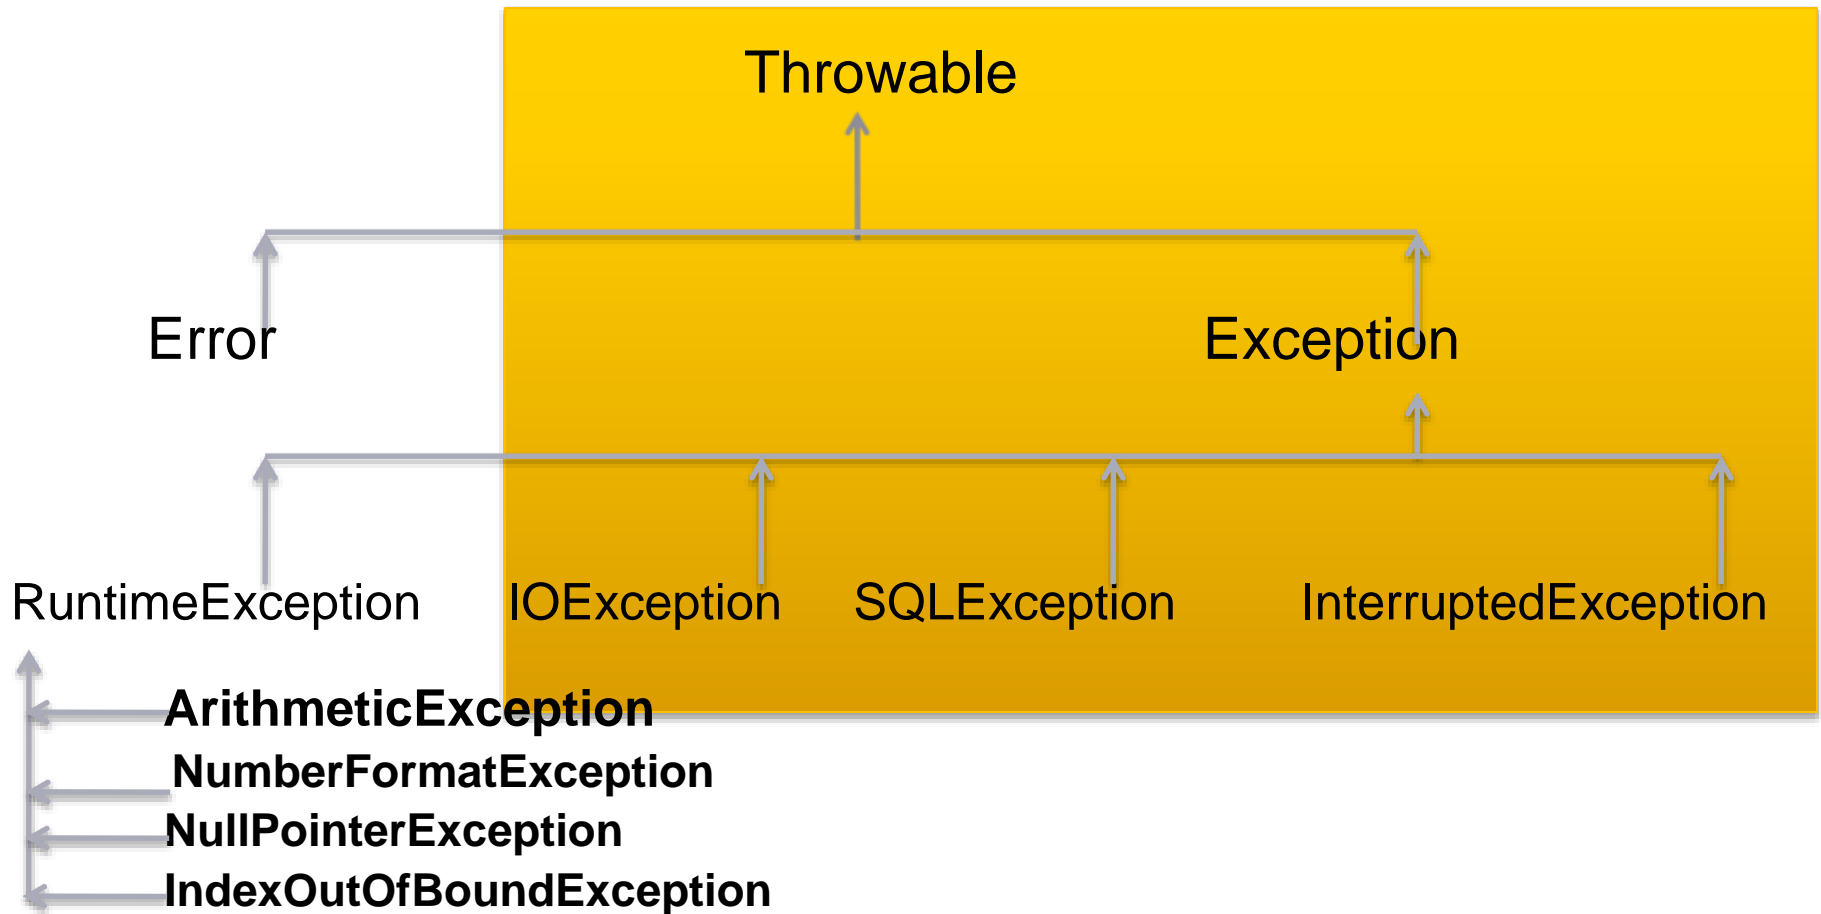 Throwable
Error Exception
RuntimeException IOException SQLException InterruptedException
ArithmeticException
NumberFormatException
NullPointerException
IndexOutOfBoundException